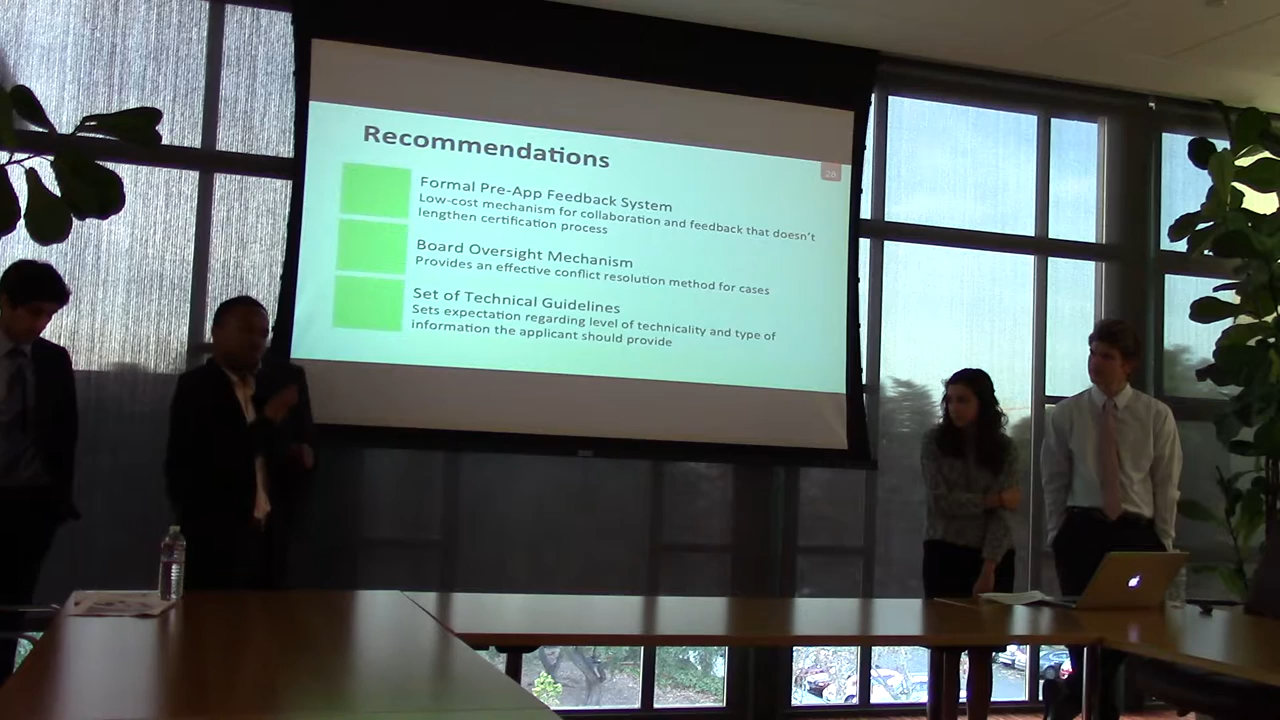 Recommendations
26
Formal Pre-App Feedback System
Low-cost mechanism for collaboration and feedback that doesn't
lengthen certification process
Board Oversight Mechanism
Provides an effective conflict resolution method for cases
Set of Technical Guidelines
Sets expectation regarding level of technicality and type of
information the applicant should provide